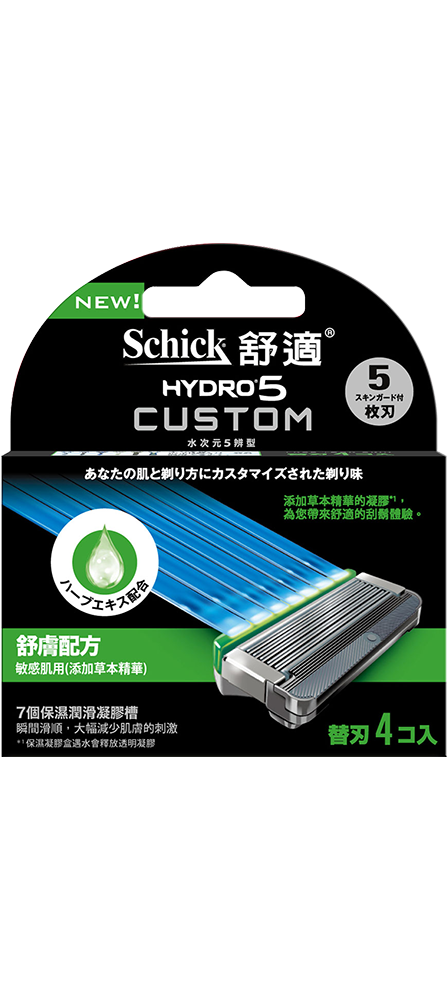 NEW!
Schick 舒適®
HYDRO®5
CUSTOM
水次元5辨型
5
スキンガード付
枚刃
あなたの肌と剃り方にカスタマイズされた剃り味
添加草本精華的凝膠*¹，
為您帶來舒適的刮鬍體驗。
ハーブエキス配合
舒膚配方
敏感肌用(添加草本精華)
7個保濕潤滑凝膠槽
瞬間滑順，大幅減少肌膚的刺激
*¹保濕凝膠盒遇水會釋放透明凝膠
替刃4コ入